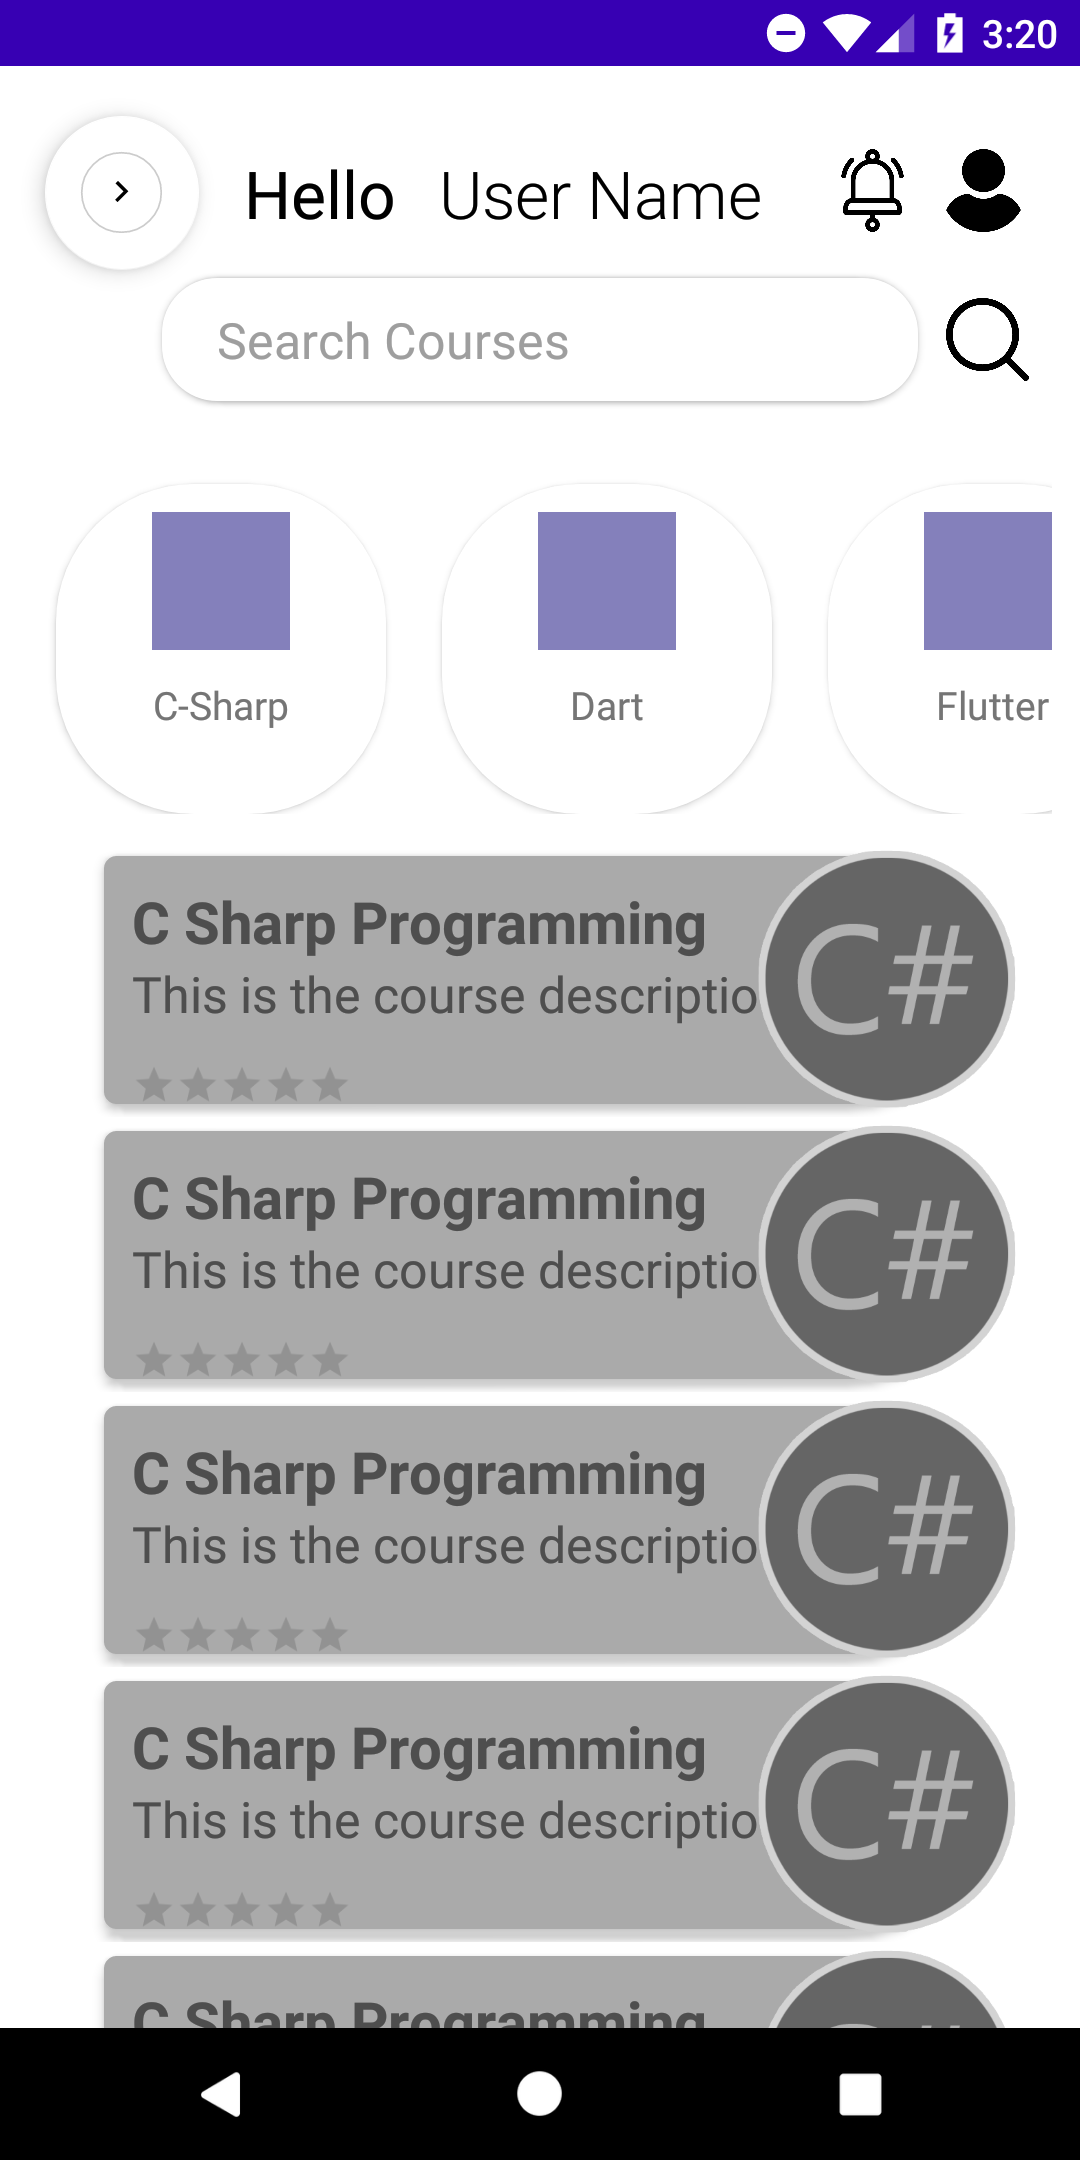 3:20
Hello User Name
Search Courses
C-Sharp Dart Flutter
C Sharp Programming
This is the course descriptio
C#
C Sharp Programming
This is the course descriptio
C#
C Sharp Programming
This is the course descriptio
C#
C Sharp Programming
This is the course descriptio
C#
C Sharp Programming
C#